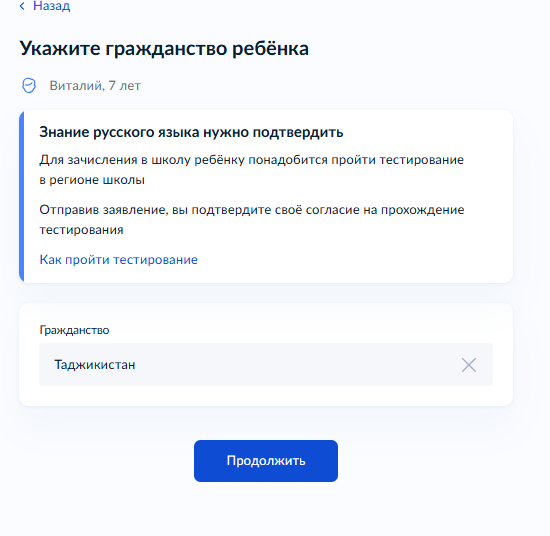 Назад
Укажите гражданство ребёнка
Виталий, 7 лет
Знание русского языка нужно подтвердить
Для зачисления в школу ребёнку понадобится пройти тестирование
в регионе школы
Отправив заявление, вы подтвердите своё согласие на прохождение
тестирования
Как пройти тестирование
Гражданство
Таджикистан
Продолжить